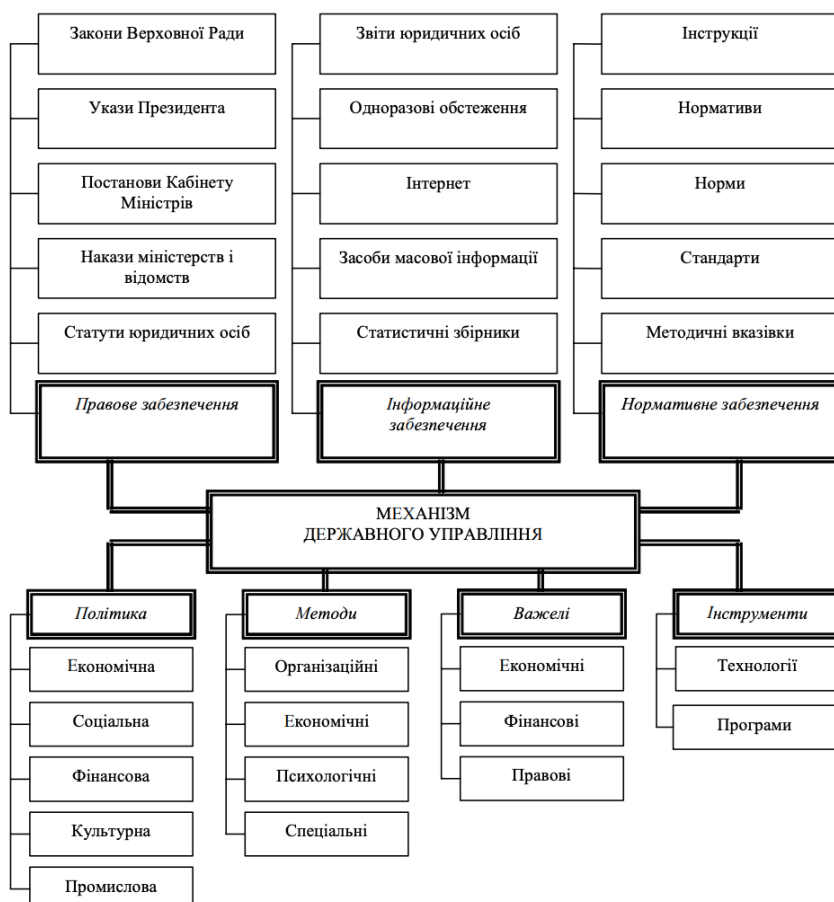 Закони Верховної Ради
Укази Президента
Постанови Кабінету
Міністрів
Накази міністерств і
відомств
Статути юридичних осіб
Правове забезпечення
Звіти юридичних осіб
Одноразові обстеження
Інтернет
Засоби масової інформації
Статистичні збірники
Інформаційне
забезпечення
Інструкції
Нормативи
Норми
Стандарти
Методичні вказівки
Нормативне забезпечення
МЕХАНІЗМ
ДЕРЖАВНОГО УПРАВЛІННЯ
Політика
Економічна
Соціальна
Фінансова
Культурна
Промислова
Методи
Організаційні
Економічні
Психологічні
Спеціальні
Важелі
Економічні
Фінансові
Правові
Інструменти
Технології
Програми